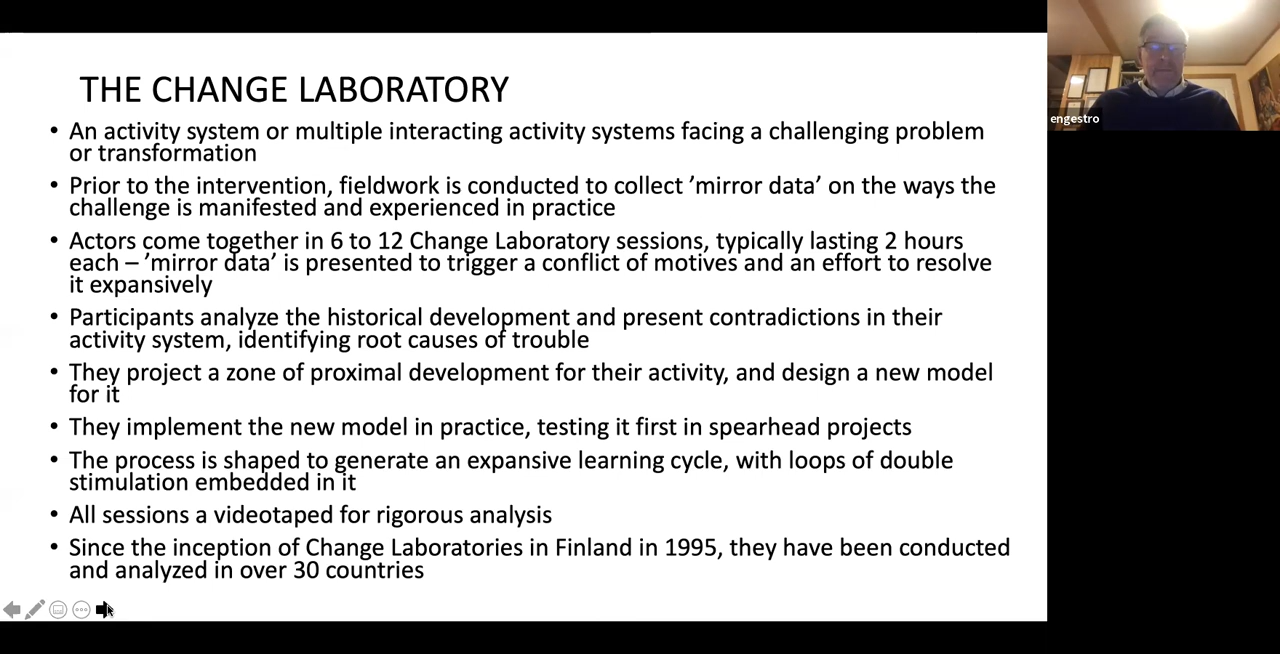 THE CHANGE LABORATORY
• An activity system or multiple interacting activity systems facing a challenging problem
or transformation
• Prior to the intervention, fieldwork is conducted to collect ’mirror data’ on the ways the
challenge is manifested and experienced in practice
• Actors come together in 6 to 12 Change Laboratory sessions, typically lasting 2 hours
each – ’mirror data’ is presented to trigger a conflict of motives and an effort to resolve
it expansively
• Participants analyze the historical development and present contradictions in their
activity system, identifying root causes of trouble
• They project a zone of proximal development for their activity, and design a new model
for it
• They implement the new model in practice, testing it first in spearhead projects
• The process is shaped to generate an expansive learning cycle, with loops of double
stimulation embedded in it
• All sessions a videotaped for rigorous analysis
• Since the inception of Change Laboratories in Finland in 1995, they have been conducted
and analyzed in over 30 countries
engestro